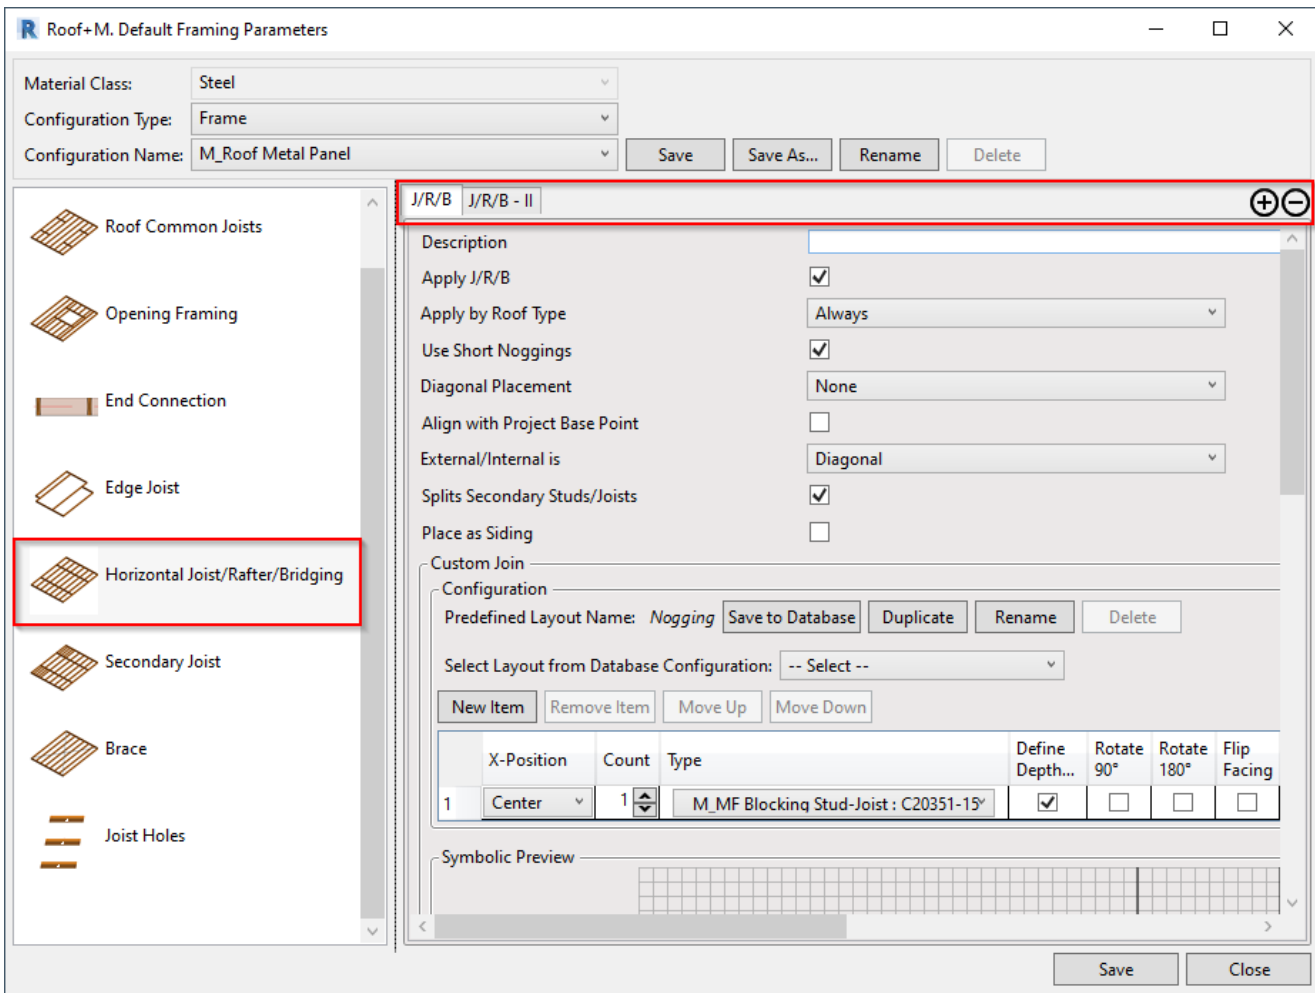 R Roof+M. Default Framing Parameters
Material Class: Steel
Configuration Type: Frame
Configuration Name: M_Roof Metal Panel Save Save As... Rename Delete
Roof Common Joists
Opening Framing
End Connection
Edge Joist
Horizontal Joist/Rafter/Bridging
Secondary Joist
Brace
Joist Holes
J/R/B J/R/B - II
Description
Apply J/R/B
Apply by Roof Type Always
Use Short Noggings
Diagonal Placement None
Align with Project Base Point
External/Internal is Diagonal
Splits Secondary Studs/Joists
Place as Siding
Custom Join
Configuration
Predefined Layout Name: Nogging Save to Database Duplicate Rename Delete
Select Layout from Database Configuration: -- Select --
New Item Remove Item Move Up Move Down
X-Position Count Type Define Depth... Rotate 90° Rotate 180° Flip Facing
1 Center 1 M_MF Blocking Stud-Joist : C20351-15
Symbolic Preview
Save Close